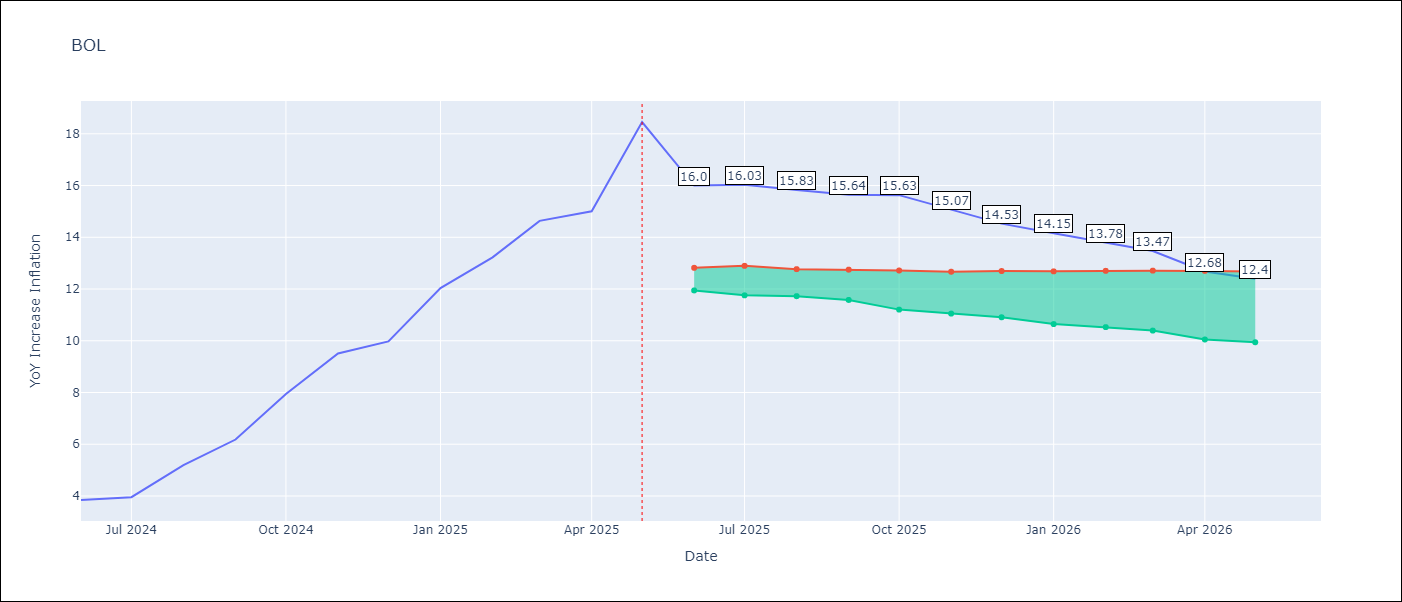 BOL
YoY Increase Inflation
18
16
14
12
10
8
6
4
16.0
16.03
15.83
15.64
15.63
15.07
14.53
14.15
13.78
13.47
12.68
12.4
Jul 2024
Oct 2024
Jan 2025
Apr 2025
Jul 2025
Oct 2025
Jan 2026
Apr 2026
Date